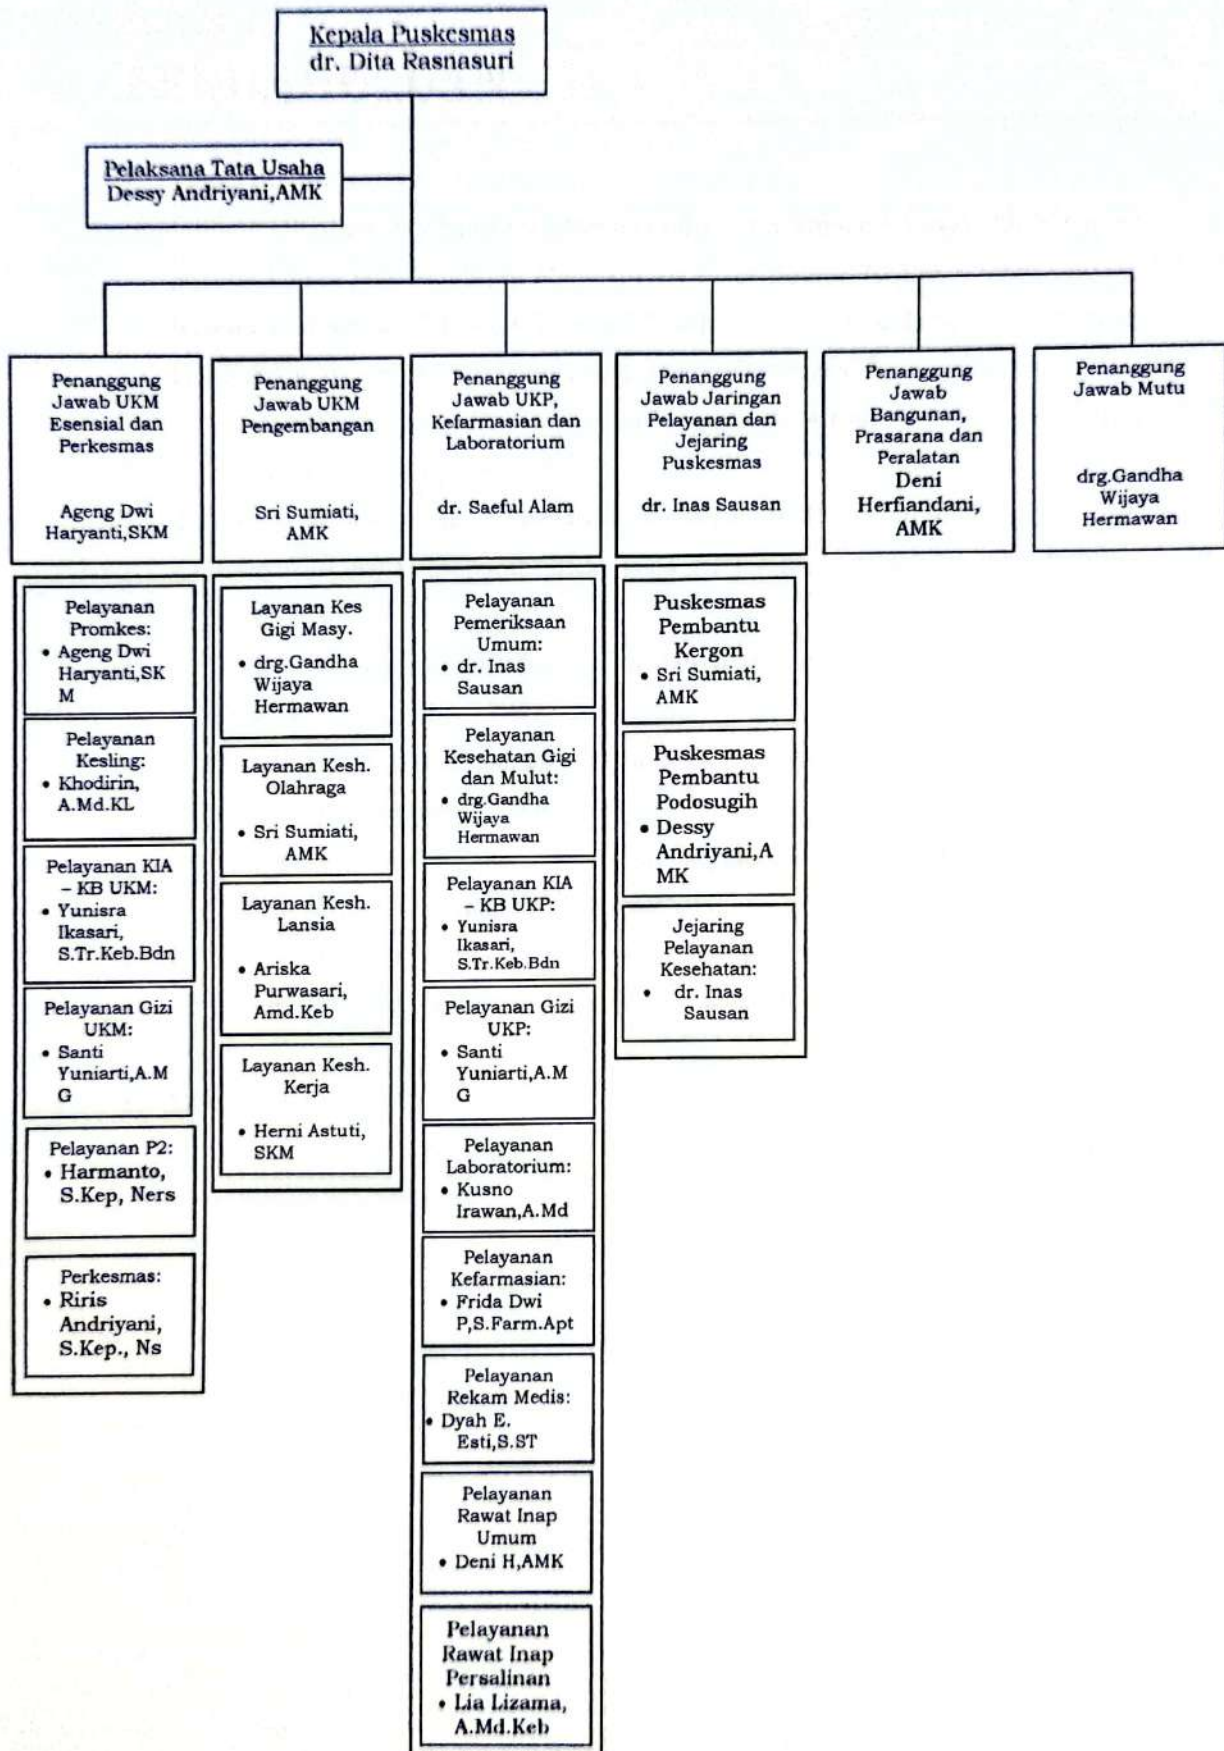 Kepala Puskesmas
dr. Dita Rasnasuri
Pelaksana Tata Usaha
Dessy Andriyani,AMK
Penanggung
Jawab UKM
Esensial dan
Perkesmas
Ageng Dwi
Haryanti,SKM
Penanggung
Jawab UKM
Pengembangan
Sri Sumiati,
AMK
Penanggung
Jawab UKP,
Kefarmasian dan
Laboratorium
dr. Saeful Alam
Penanggung
Jawab Jaringan
Pelayanan dan
Jejaring
Puskesmas
dr. Inas Sausan
Penanggung
Jawab
Bangunan,
Prasarana dan
Peralatan
Deni
Herfiandani,
AMK
Penanggung
Jawab Mutu
drg.Gandha
Wijaya
Hermawan
Pelayanan
Promkes:
• Ageng Dwi
Haryanti,SK
M
Pelayanan
Kesling:
• Khodirin,
A.Md.KL
Pelayanan KIA
– KB UKM:
• Yunisra
Ikasari,
S.Tr.Keb.Bdn
Pelayanan Gizi
UKM:
• Santi
Yuniarti,A.M
G
Pelayanan P2:
• Harmanto,
S.Kep, Ners
Perkesmas:
• Riris
Andriyani,
S.Kep., Ns
Layanan Kes
Gigi Masy.
• drg.Gandha
Wijaya
Hermawan
Layanan Kesh.
Olahraga
• Sri Sumiati,
AMK
Layanan Kesh.
Lansia
• Ariska
Purwasari,
Amd.Keb
Layanan Kesh.
Kerja
• Herni Astuti,
SKM
Pelayanan
Pemeriksaan
Umum:
• dr. Inas
Sausan
Pelayanan
Kesehatan Gigi
dan Mulut:
• drg.Gandha
Wijaya
Hermawan
Pelayanan KIA
– KB UKP:
• Yunisra
Ikasari,
S.Tr.Keb.Bdn
Pelayanan Gizi
UKP:
• Santi
Yuniarti,A.M
G
Pelayanan
Laboratorium:
• Kusno
Irawan,A.Md
Pelayanan
Kefarmasian:
• Frida Dwi
P,S.Farm.Apt
Pelayanan
Rekam Medis:
• Dyah E.
Esti,S.ST
Pelayanan
Rawat Inap
Umum
• Deni H,AMK
Pelayanan
Rawat Inap
Persalinan
• Lia Lizama,
A.Md.Keb
Puskesmas
Pembantu
Kergon
• Sri Sumiati,
AMK
Puskesmas
Pembantu
Podosugih
• Dessy
Andriyani,A
MK
Jejaring
Pelayanan
Kesehatan:
• dr. Inas
Sausan